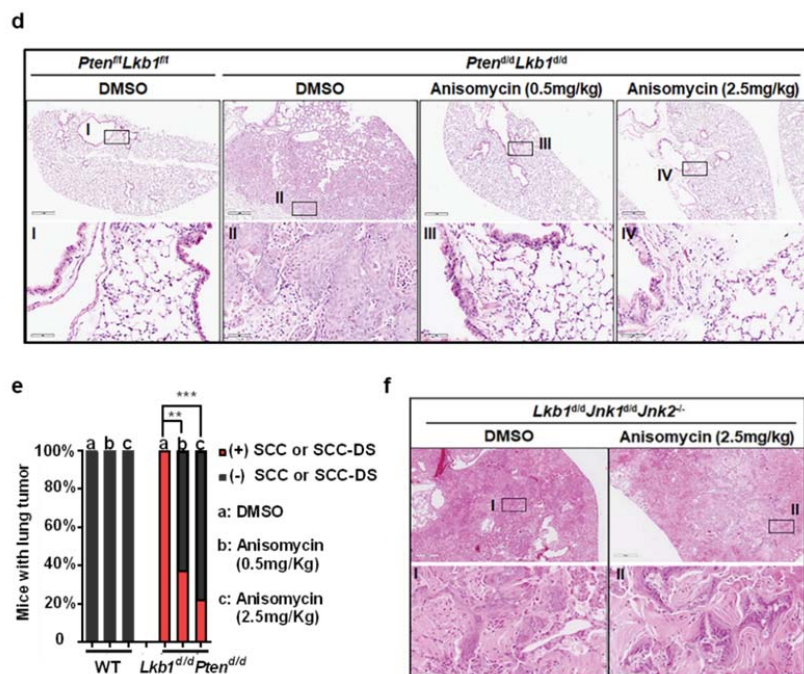 d
Pten^f/f Lkb1^f/f
Pten^d/d Lkb1^d/d
DMSO
DMSO
Anisomycin (0.5mg/kg)
Anisomycin (2.5mg/kg)
I
II
III
IV
I
II
III
IV
e
Mice with lung tumor
100%
80%
60%
40%
20%
0
a b c
a b c
**
***
WT
Lkb1^d/d Pten^d/d
(+) SCC or SCC-DS
(-) SCC or SCC-DS
a: DMSO
b: Anisomycin
(0.5mg/Kg)
c: Anisomycin
(2.5mg/Kg)
f
Lkb1^d/d Jnk1^d/d Jnk2^-/-
DMSO
Anisomycin (2.5mg/kg)
I
II
I
II